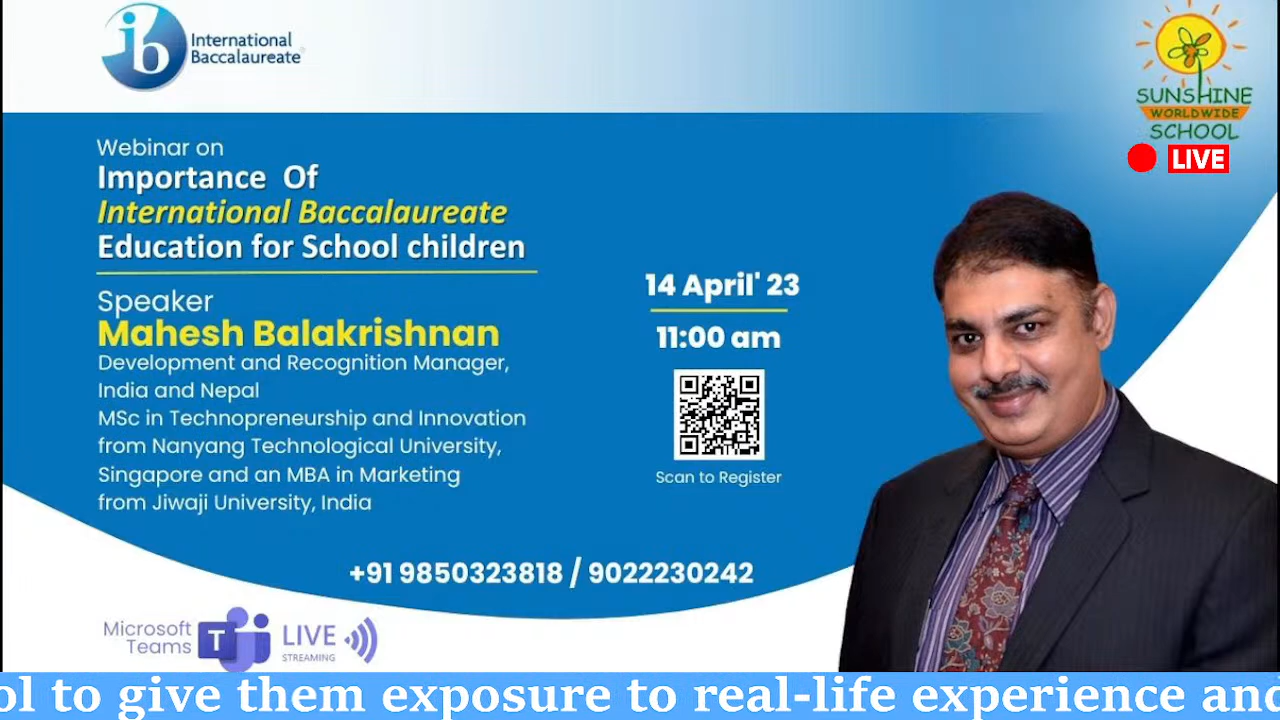 ib International
Baccalaureate®
SUNSHINE
WORLDWIDE
SCHOOL
LIVE
Webinar on
Importance Of
International Baccalaureate
Education for School children
Speaker
Mahesh Balakrishnan
Development and Recognition Manager,
India and Nepal
MSc in Technopreneurship and Innovation
from Nanyang Technological University,
Singapore and an MBA in Marketing
from Jiwaji University, India
14 April' 23
11:00 am
Scan to Register
+91 9850323818 / 9022230242
Microsoft
Teams
T
LIVE
STREAMING
ol to give them exposure to real-life experience and